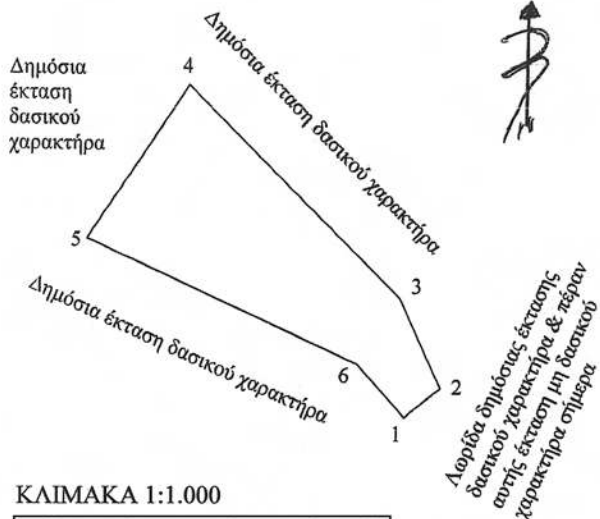 Δημόσια
έκταση
δασικού
χαρακτήρα
4
Δημόσια έκταση δασικού χαρακτήρα
5
3
Δημόσια έκταση δασικού χαρακτήρα
6
2
1
Λωρίδα δημόσιας έκτασης
δασικού χαρακτήρα & πέραν
αυτής έκταση μη δασικού
χαρακτήρα σήμερα
ΚΛΙΜΑΚΑ 1:1.000